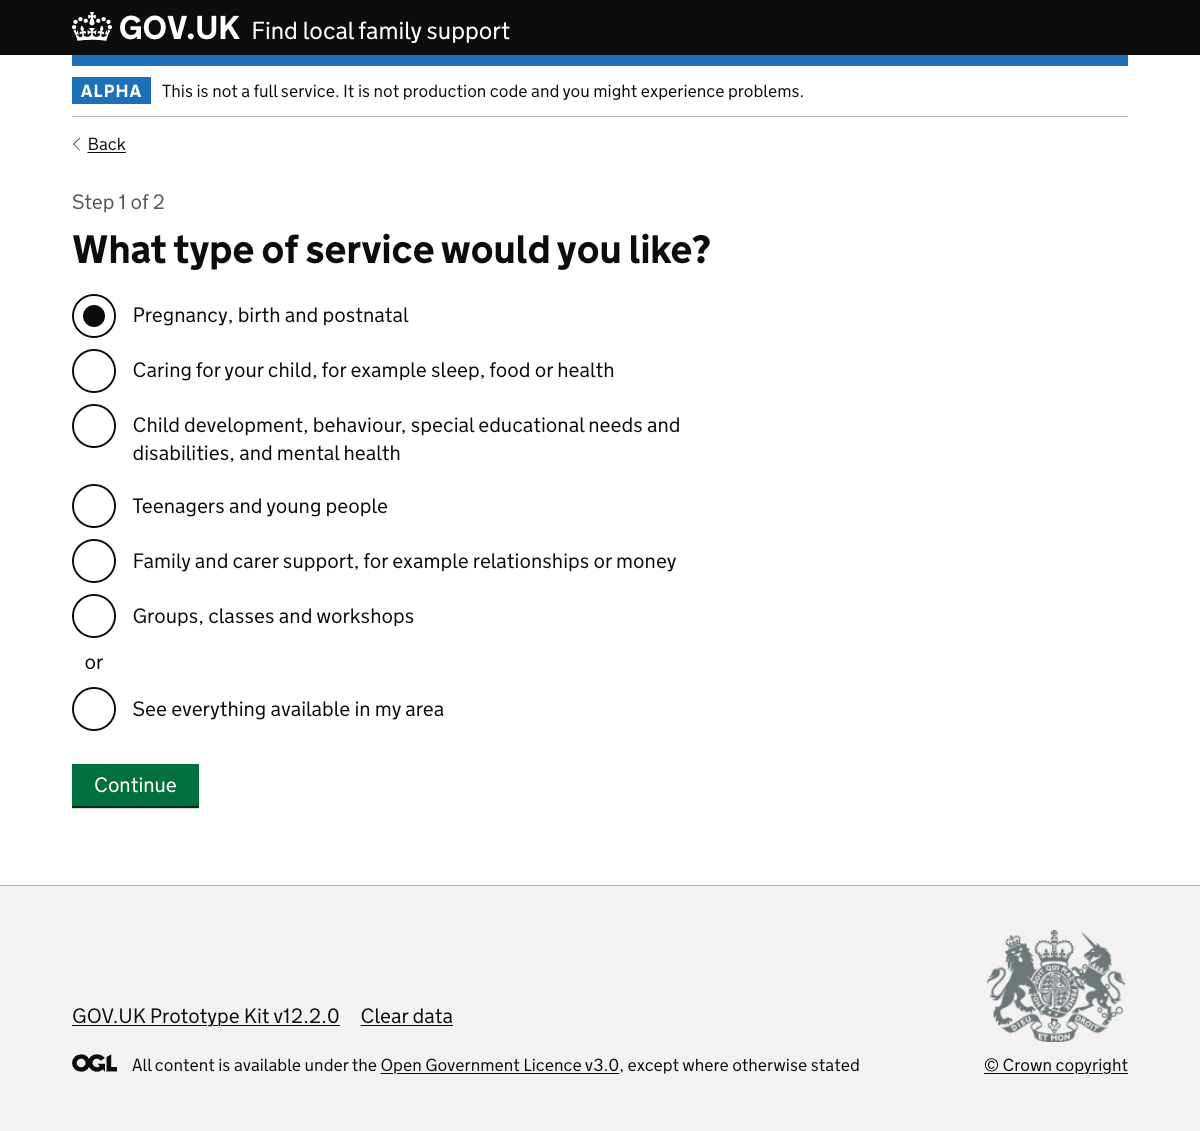 GOV.UK Find local family support
ALPHA This is not a full service. It is not production code and you might experience problems.
Back
Step 1 of 2
What type of service would you like?
Pregnancy, birth and postnatal
Caring for your child, for example sleep, food or health
Child development, behaviour, special educational needs and
disabilities, and mental health
Teenagers and young people
Family and carer support, for example relationships or money
Groups, classes and workshops
or
See everything available in my area
Continue
GOV.UK Prototype Kit v12.2.0 Clear data
OGL All content is available under the Open Government Licence v3.0, except where otherwise stated
DIEU ET MON DROIT
© Crown copyright